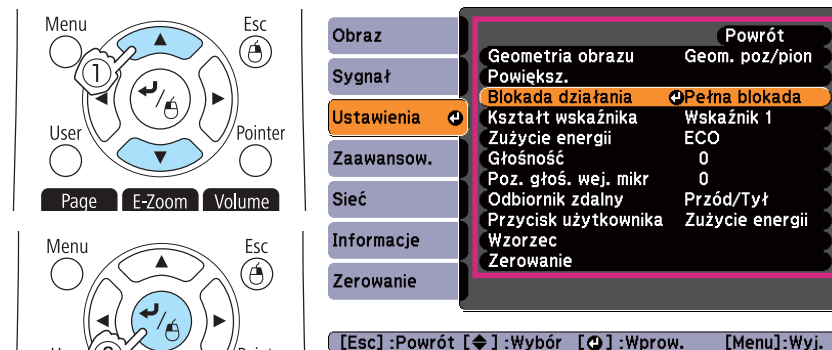 Menu
Esc
1
User
Pointer
Page E-Zoom Volume
Menu
Esc
Obraz
Sygnał
Ustawienia
Zaawansow.
Sieć
Informacje
Zerowanie
Powrót
Geometria obrazu Geom. poz/pion
Powiększ.
Blokada działania Pełna blokada
Kształt wskaźnika Wskaźnik 1
Zużycie energii ECO
Głośność 0
Poz. głoś. wej. mikr 0
Odbiornik zdalny Przód/Tył
Przycisk użytkownika Zużycie energii
Wzorzec
Zerowanie
[Esc] :Powrót [◆] :Wybór [⏎] :Wprow. [Menu]:Wyj.